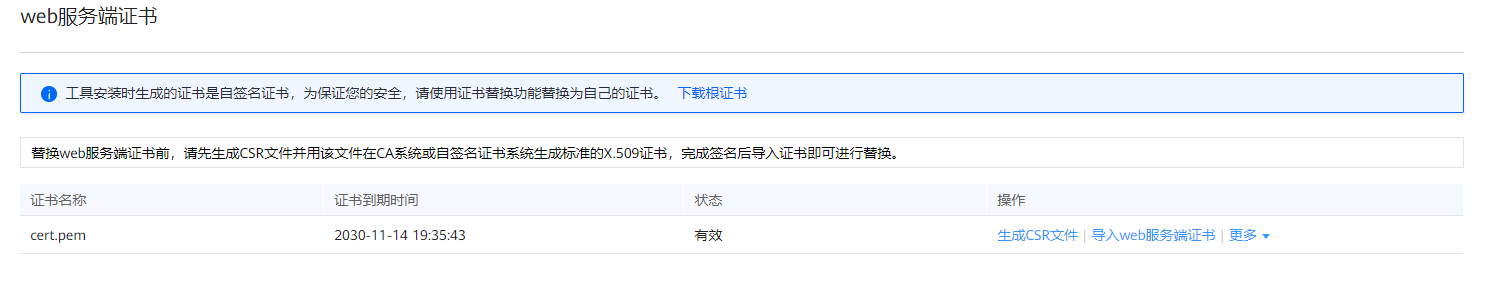 web服务端证书
工具安装时生成的证书是自签名证书，为保证您的安全，请使用证书替换功能替换为自己的证书。 下载根证书
替换web服务端证书前，请先生成CSR文件并用该文件在CA系统或自签名证书系统生成标准的X.509证书，完成签名后导入证书即可进行替换。
证书名称 证书到期时间 状态 操作
cert.pem 2030-11-14 19:35:43 有效 生成CSR文件 | 导入web服务端证书 | 更多